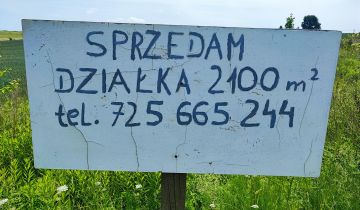 SPRZEDAM
DZIAŁKA 2100 m²
tel. 725 665 244